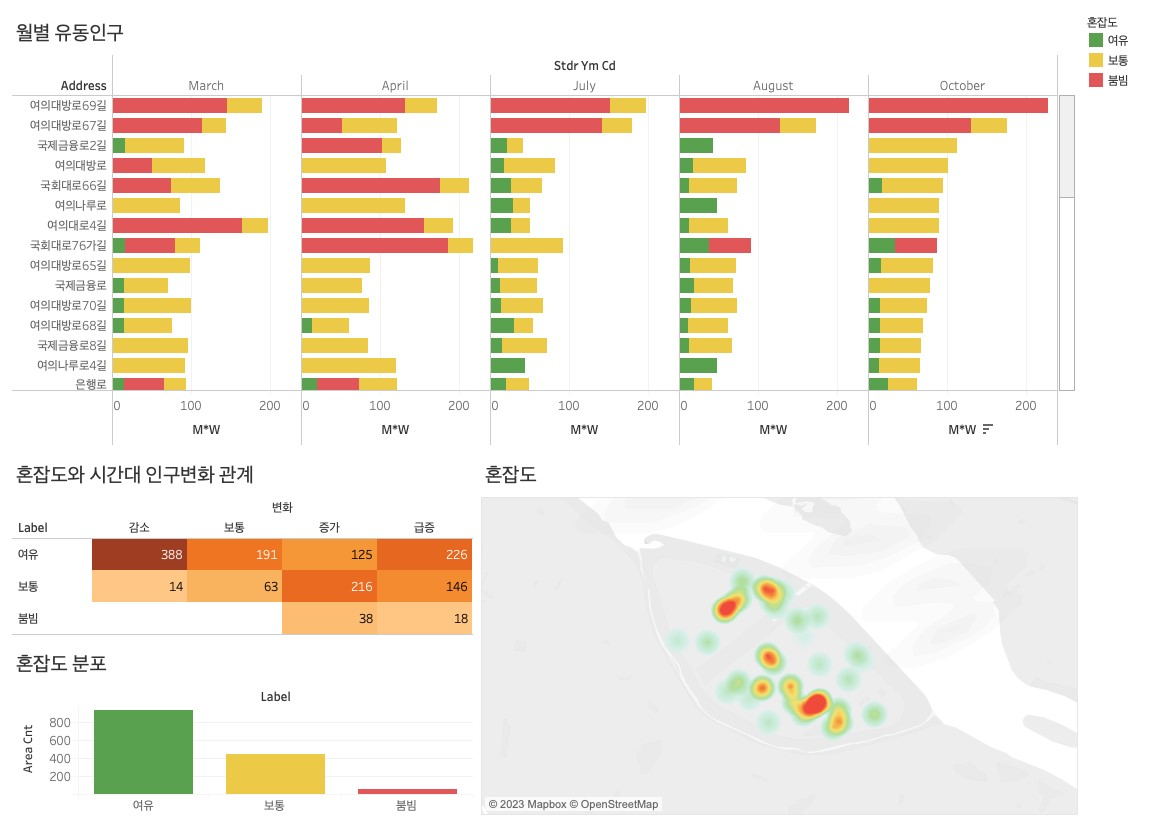 월별 유동인구
혼잡도
여유
보통
붐빔
Stdr Ym Cd
Address March April July August October
여의대방로69길
여의대방로67길
국제금융로2길
여의대방로
국회대로66길
여의나루로
여의대로4길
국회대로76가길
여의대방로65길
국제금융로
여의대방로70길
여의대방로68길
국제금융로8길
여의나루로4길
은행로
0 100 200 0 100 200 0 100 200 0 100 200 0 100 200
M*W M*W M*W M*W M*W
혼잡도와 시간대 인구변화 관계
변화
Label 감소 보통 증가 급증
여유 388 191 125 226
보통 14 63 216 146
붐빔 38 18
혼잡도 분포
Label
Area Cnt
800
600
400
200
여유 보통 붐빔
혼잡도
© 2023 Mapbox © OpenStreetMap